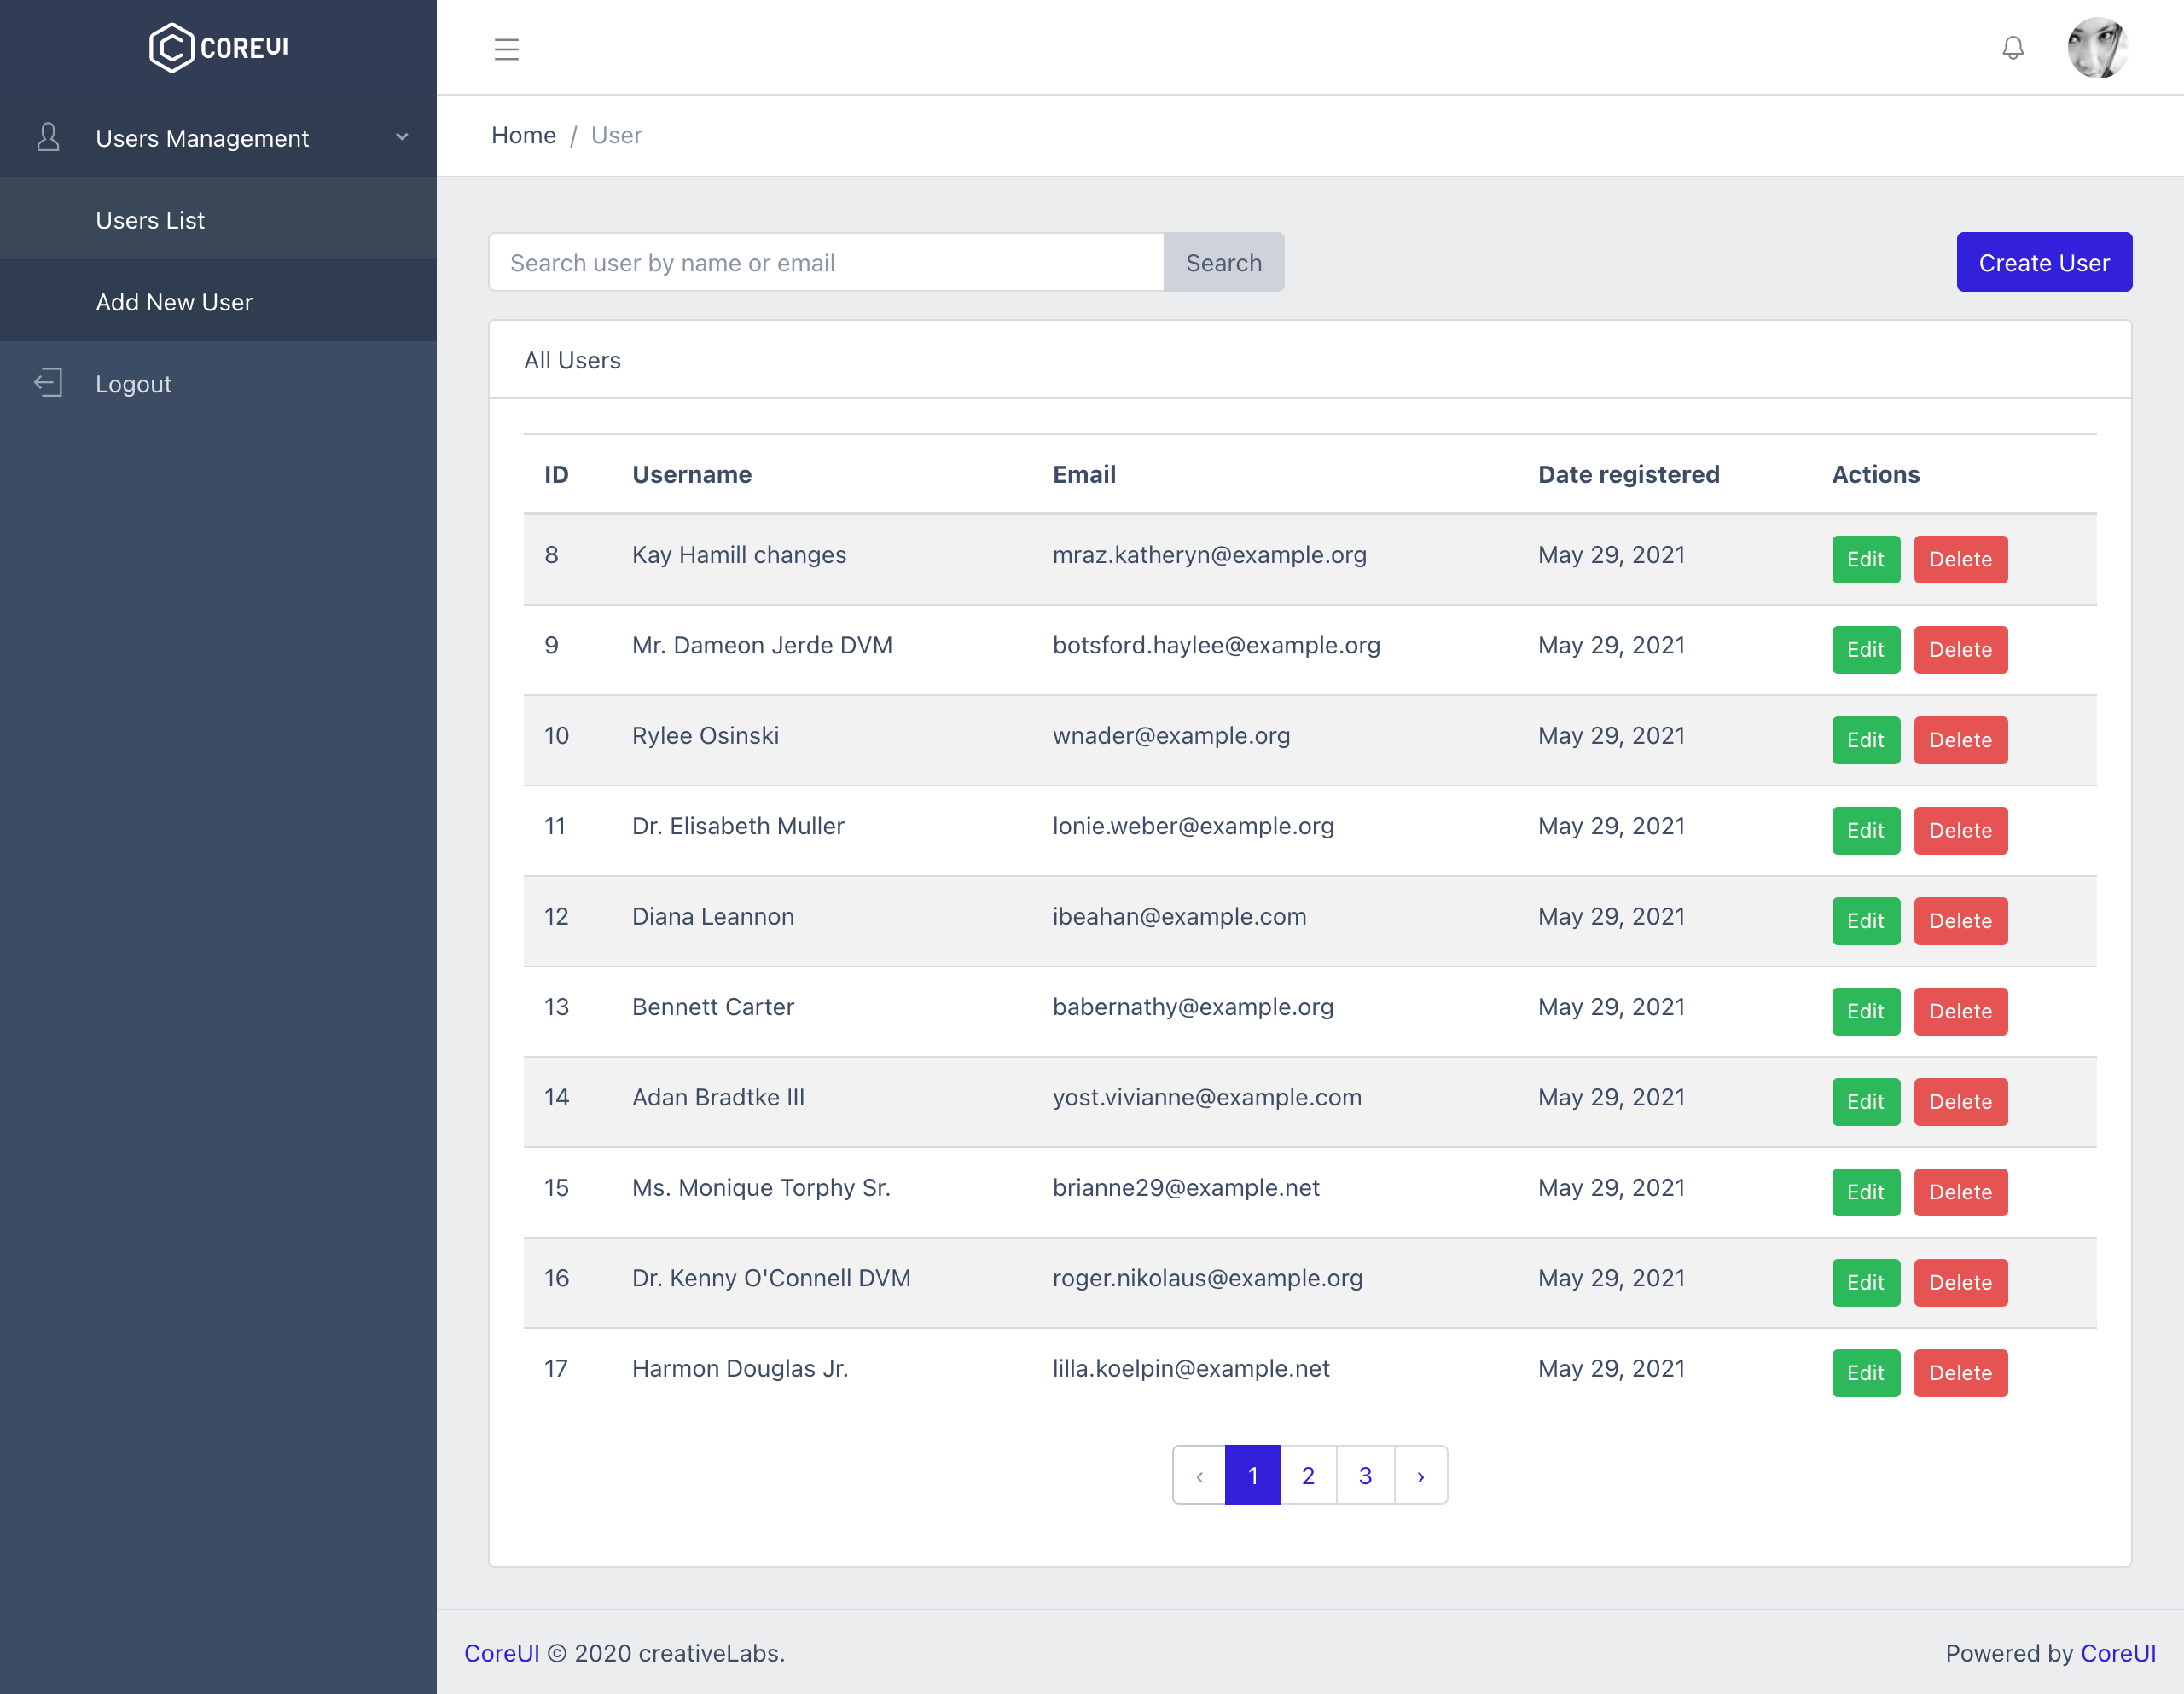 COREUI
Users Management
Users List
Add New User
Logout
Home / User
Search user by name or email Search Create User
All Users
ID Username Email Date registered Actions
8 Kay Hamill changes mraz.katheryn@example.org May 29, 2021 Edit Delete
9 Mr. Dameon Jerde DVM botsford.haylee@example.org May 29, 2021 Edit Delete
10 Rylee Osinski wnader@example.org May 29, 2021 Edit Delete
11 Dr. Elisabeth Muller lonie.weber@example.org May 29, 2021 Edit Delete
12 Diana Leannon ibeahan@example.com May 29, 2021 Edit Delete
13 Bennett Carter babernathy@example.org May 29, 2021 Edit Delete
14 Adan Bradtke III yost.vivianne@example.com May 29, 2021 Edit Delete
15 Ms. Monique Torphy Sr. brianne29@example.net May 29, 2021 Edit Delete
16 Dr. Kenny O'Connell DVM roger.nikolaus@example.org May 29, 2021 Edit Delete
17 Harmon Douglas Jr. lilla.koelpin@example.net May 29, 2021 Edit Delete
‹ 1 2 3 ›
CoreUI © 2020 creativeLabs. Powered by CoreUI